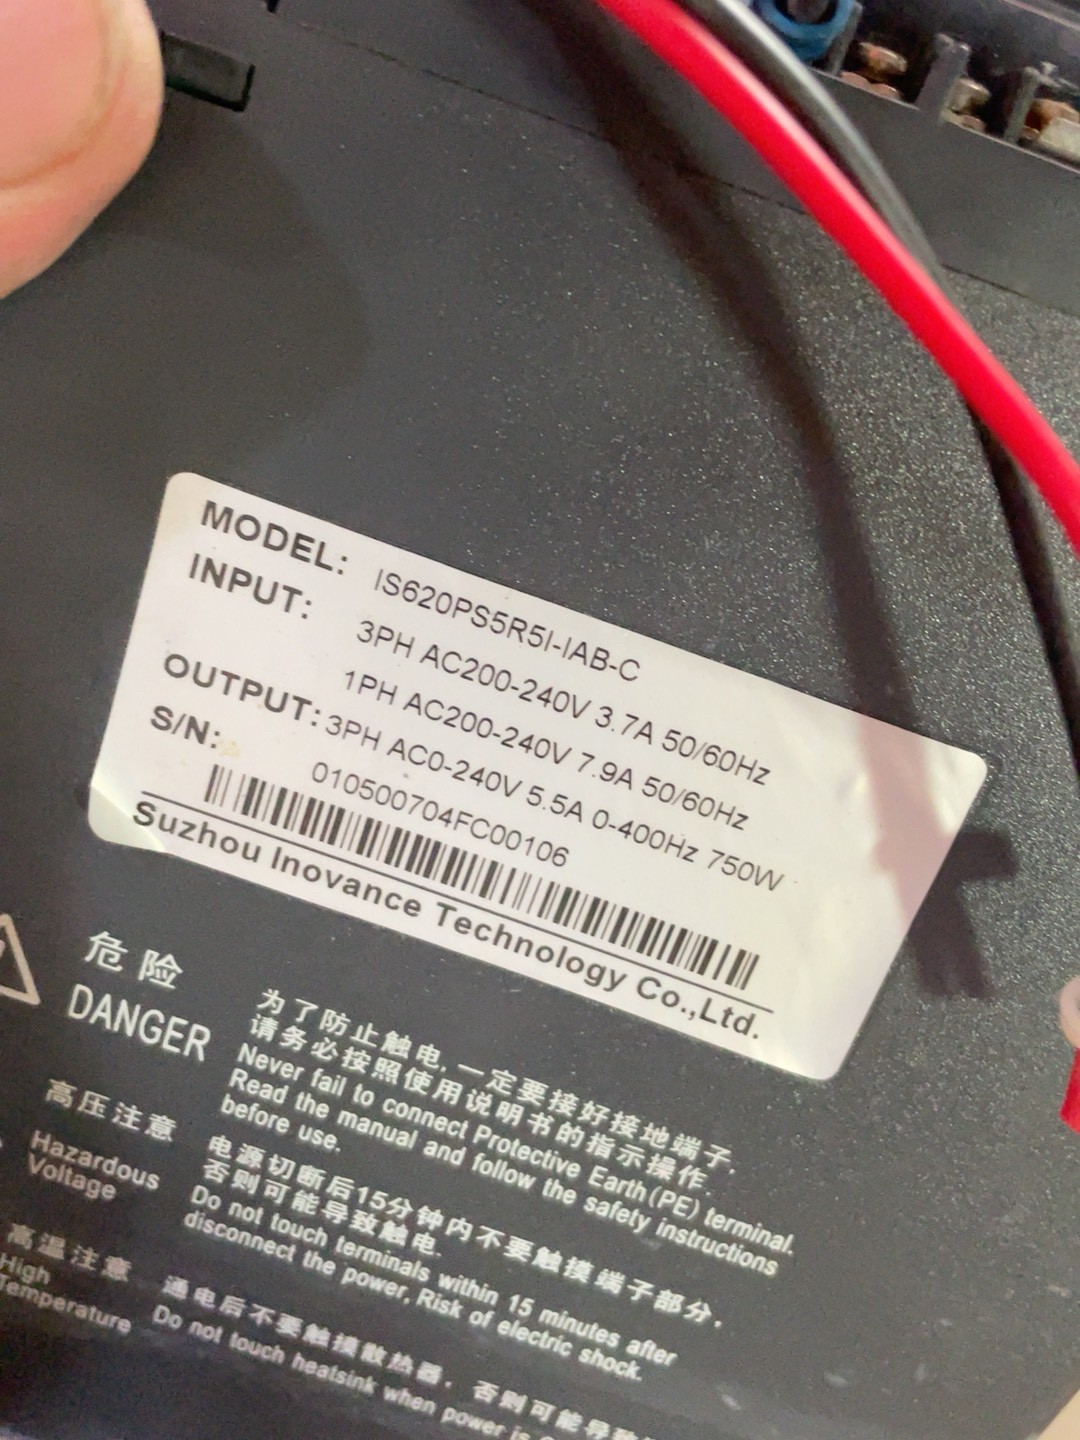 MODEL: IS620PS5R5I-IAB-C
INPUT: 3PH AC200-240V 3.7A 50/60Hz
1PH AC200-240V 7.9A 50/60Hz
OUTPUT: 3PH AC0-240V 5.5A 0-400Hz 750W
S/N: 010500704FC00106
Suzhou Inovance Technology Co.,Ltd.
危险
DANGER
为了防止触电,一定要接好接地端子.
请务必按照使用说明书的指示操作.
Never fail to connect Protective Earth(PE) terminal.
Read the manual and follow the safety instructions
before use.
高压注意
Hazardous
Voltage
电源切断后15分钟内不要触摸端子部分,
否则可能导致触电.
Do not touch terminals within 15 minutes after
disconnect the power, Risk of electric shock.
高温注意
High
Temperature
通电后不要触摸散热器, 否则可能导
Do not touch heatsink when power is